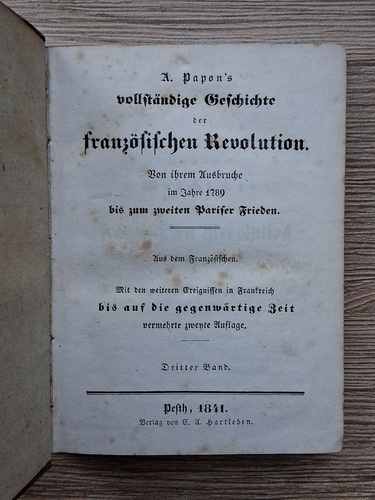 A. Papon's
vollständige Geschichte
der
französischen Revolution.
Von ihrem Ausbruche
im Jahre 1789
bis zum zweiten Pariser Frieden.
Aus dem Französischen.
Mit den weiteren Ereignissen in Frankreich
bis auf die gegenwärtige Zeit
vermehrte zweyte Auflage.
Dritter Band.
Pesth, 1841.
Verlag von C. A. Hartleben.